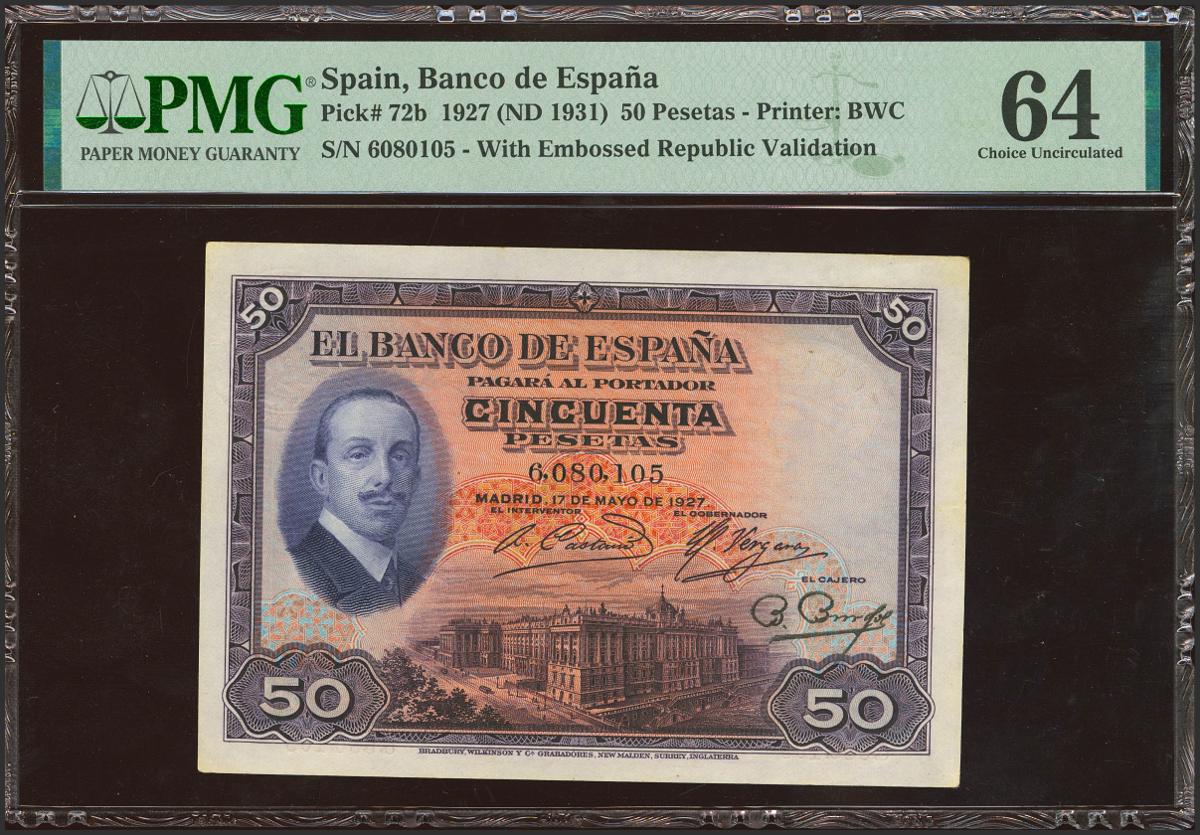 PMG®
PAPER MONEY GUARANTY
Spain, Banco de España
Pick# 72b 1927 (ND 1931) 50 Pesetas - Printer: BWC
S/N 6080105 - With Embossed Republic Validation
64
Choice Uncirculated
50
50
EL BANCO DE ESPAÑA
PAGARÁ AL PORTADOR
CINCUENTA
PESETAS
6,080,105
MADRID, 17 DE MAYO DE 1927.
EL INTERVENTOR
EL GOBERNADOR
EL CAJERO
50
50
BRADBURY, WILKINSON Y Cª GRABADORES, NEW MALDEN, SURREY, INGLATERRA